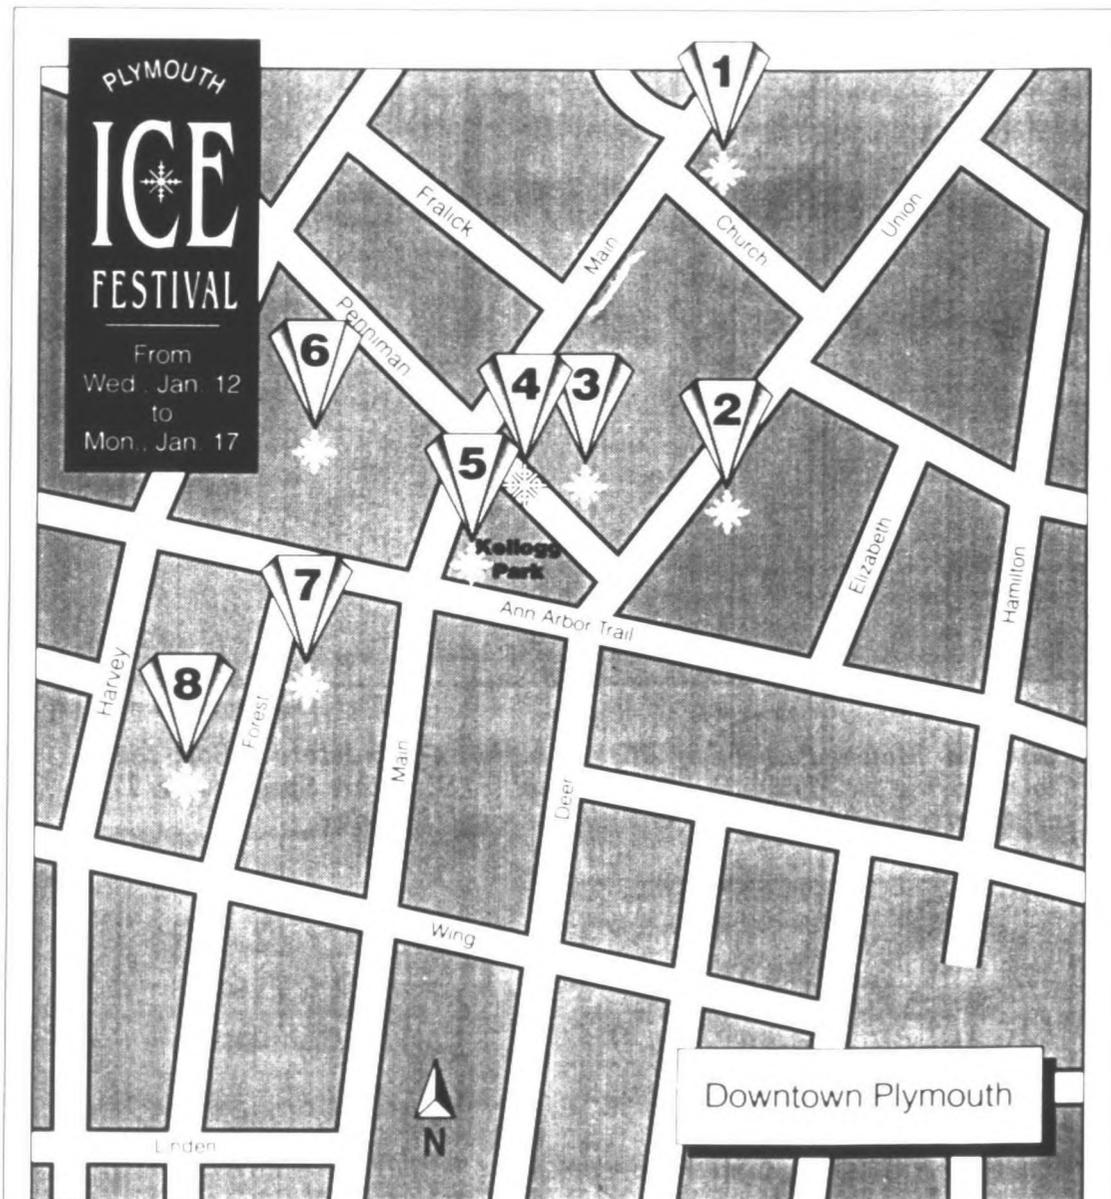 PLYMOUTH
ICE
FESTIVAL
From
Wed., Jan. 12
to
Mon., Jan. 17
1
Fralick
Main
Church
Union
Penniman
6
4
3
2
5
Kellogg
Park
Elizabeth
Hamilton
7
Ann Arbor Trail
8
Harvey
Forest
Main
Deer
Wing
Downtown Plymouth
N
Linden